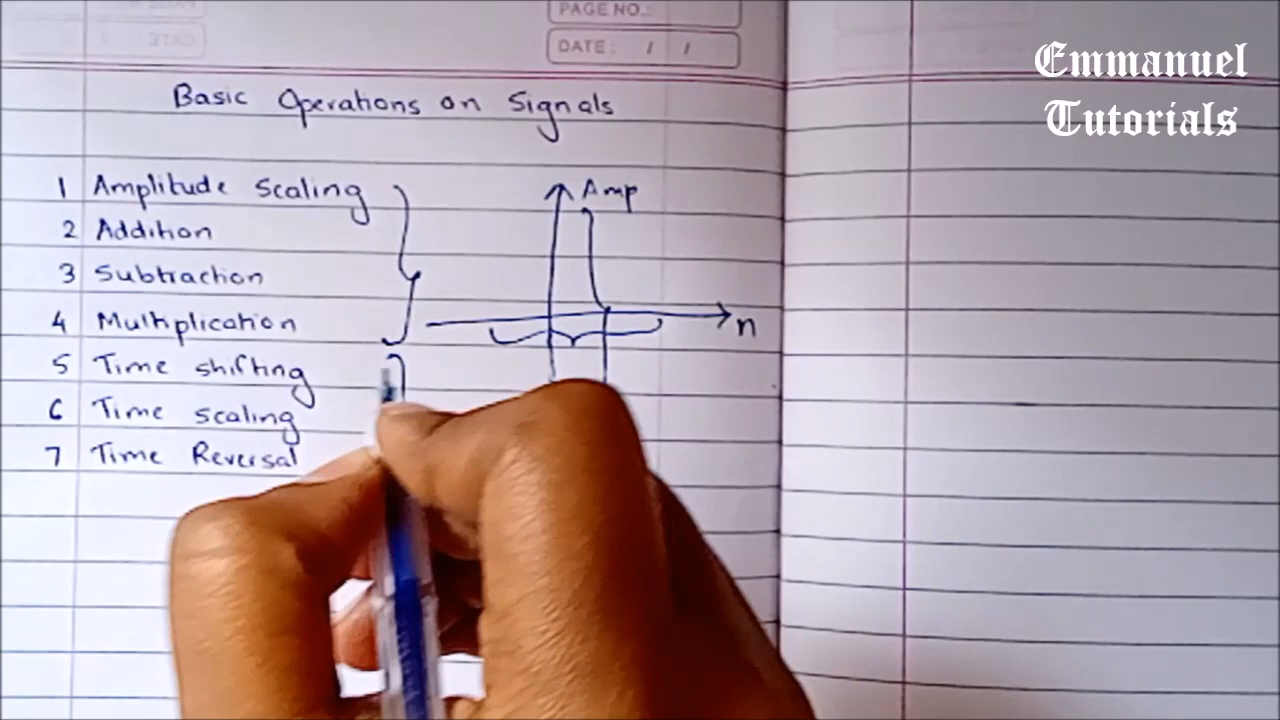 PAGE NO.:
DATE: / /
Emmanuel
Tutorials
Basic Operations on Signals
1 Amplitude scaling
2 Addition
3 Subtraction
4 Multiplication
5 Time shifting
6 Time scaling
7 Time Reversal
Amp
n